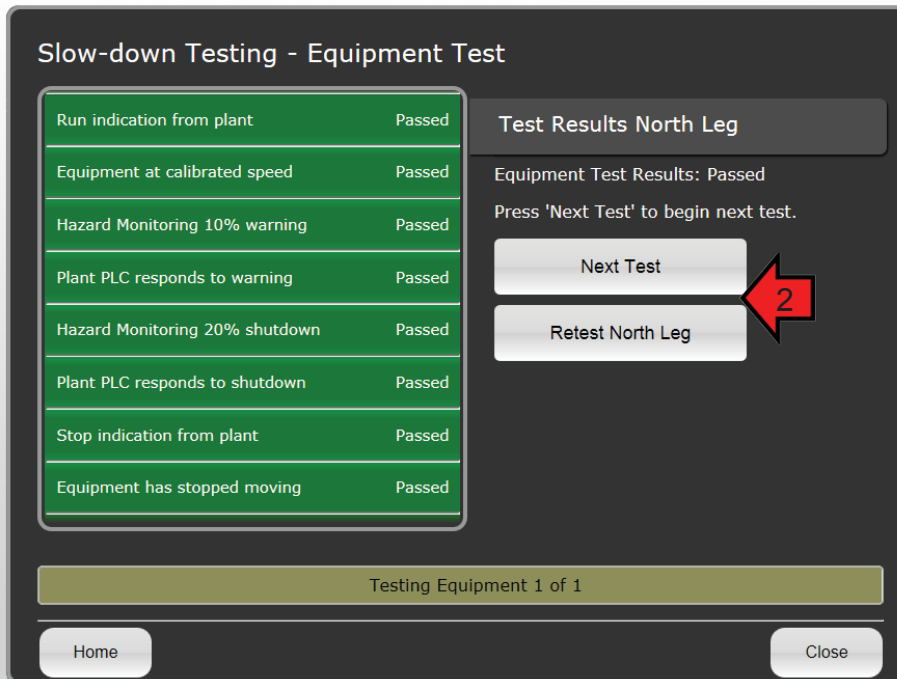 Slow-down Testing - Equipment Test
Run indication from plant Passed
Equipment at calibrated speed Passed
Hazard Monitoring 10% warning Passed
Plant PLC responds to warning Passed
Hazard Monitoring 20% shutdown Passed
Plant PLC responds to shutdown Passed
Stop indication from plant Passed
Equipment has stopped moving Passed
Test Results North Leg
Equipment Test Results: Passed
Press 'Next Test' to begin next test.
Next Test
2
Retest North Leg
Testing Equipment 1 of 1
Home Close